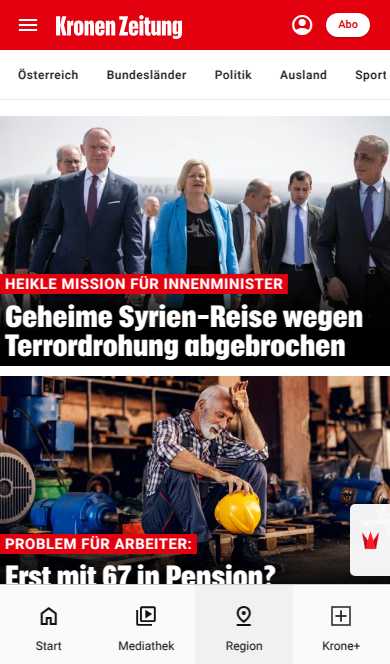 Kronen Zeitung
Abo
Österreich Bundesländer Politik Ausland Sport
HEIKLE MISSION FÜR INNENMINISTER
Geheime Syrien-Reise wegen
Terrordrohung abgebrochen
PROBLEM FÜR ARBEITER:
Erst mit 67 in Pension?
Start Mediathek Region Krone+